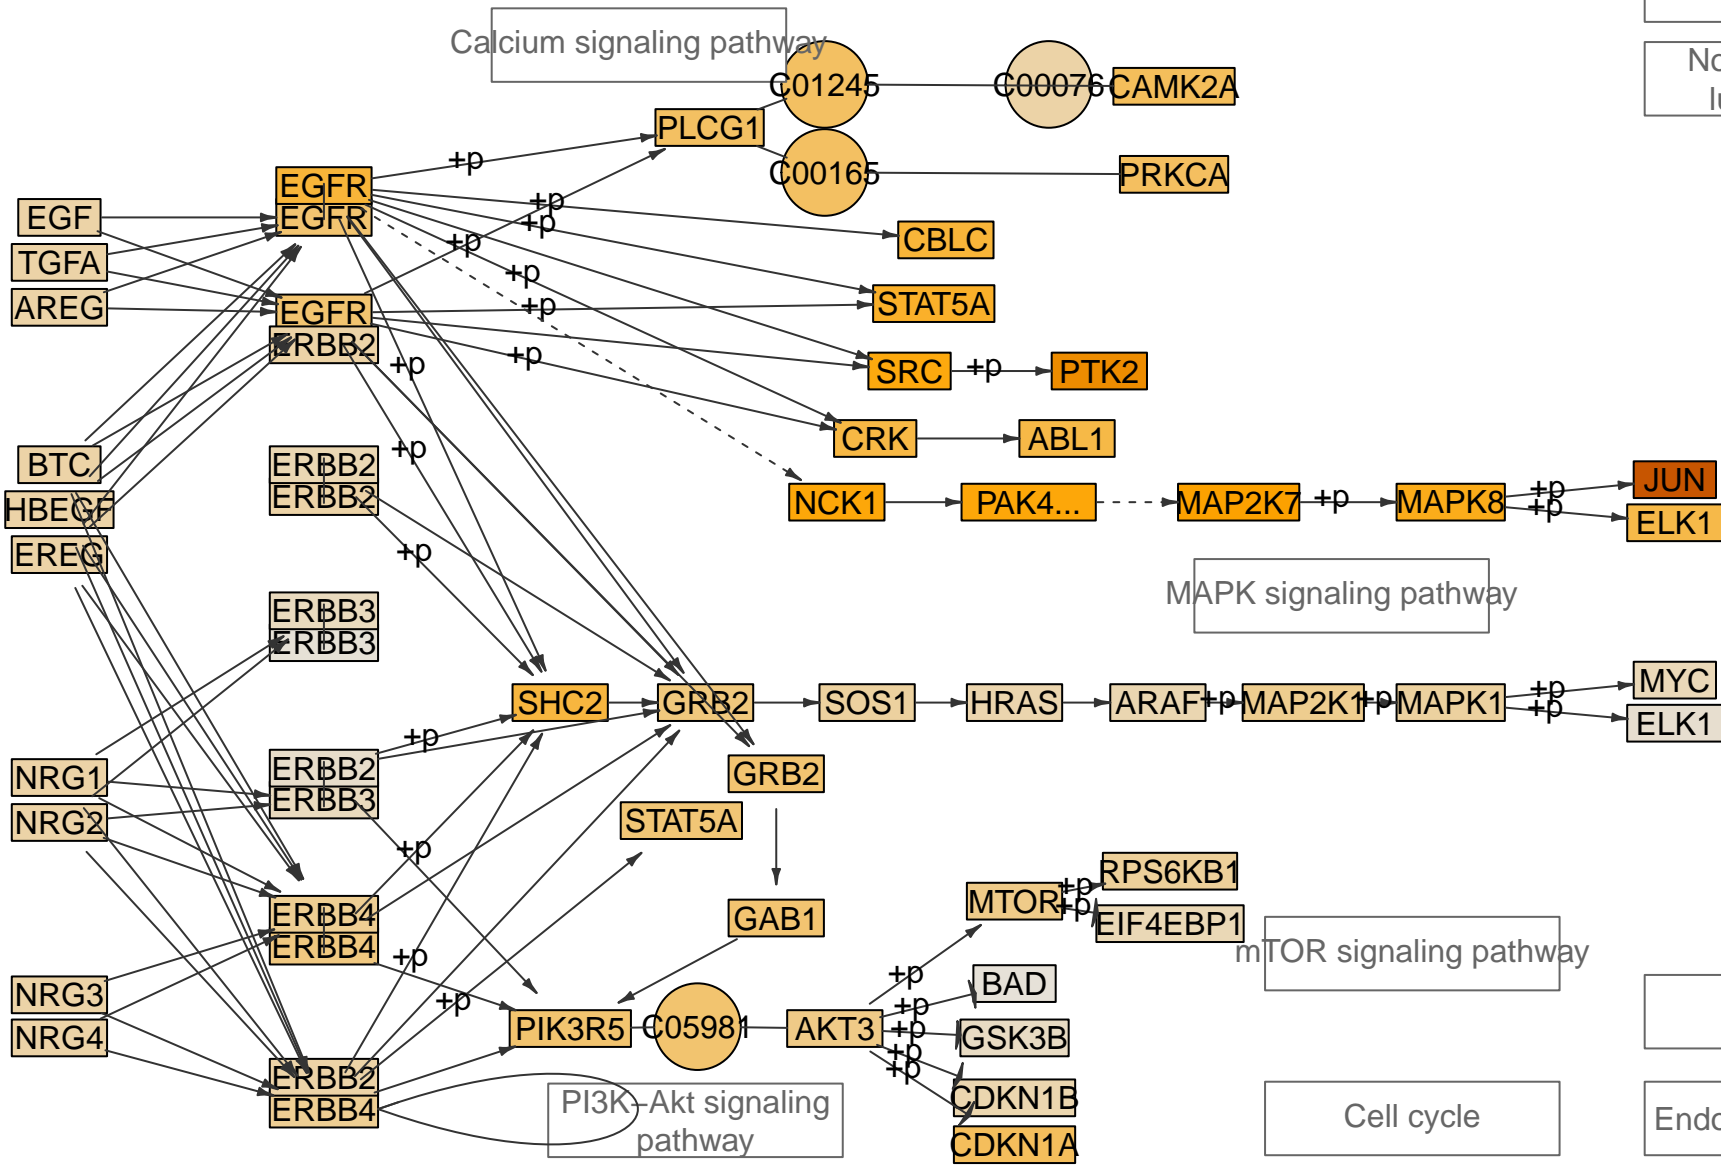 Calcium signaling pathway
No
lu
C01245
C00076
CAMK2A
PLCG1
C00165
PRKCA
+p
EGFR
EGFR
EGF
TGFA
AREG
+p
+p
+p
+p
+p
CBLC
STAT5A
EGFR
ERBB2
+p
+p
SRC
+p
PTK2
CRK
ABL1
+p
BTC
HBEGF
EREG
ERBB2
ERBB2
+p
NCK1
PAK4...
MAP2K7
+p
MAPK8
+p
+p
JUN
ELK1
MAPK signaling pathway
ERBB3
ERBB3
SHC2
GRB2
SOS1
HRAS
ARAF
+p
MAP2K1
+p
MAPK1
+p
+p
MYC
ELK1
+p
ERBB2
ERBB3
NRG1
NRG2
GRB2
STAT5A
+p
ERBB4
ERBB4
GAB1
MTOR
+p
+p
RPS6KB1
EIF4EBP1
mTOR signaling pathway
+p
+p
NRG3
NRG4
PIK3R5
C05981
AKT3
+p
+p
+p
+p
+p
BAD
GSK3B
CDKN1B
CDKN1A
ERBB2
ERBB4
PI3K-Akt signaling
pathway
Cell cycle
Endo